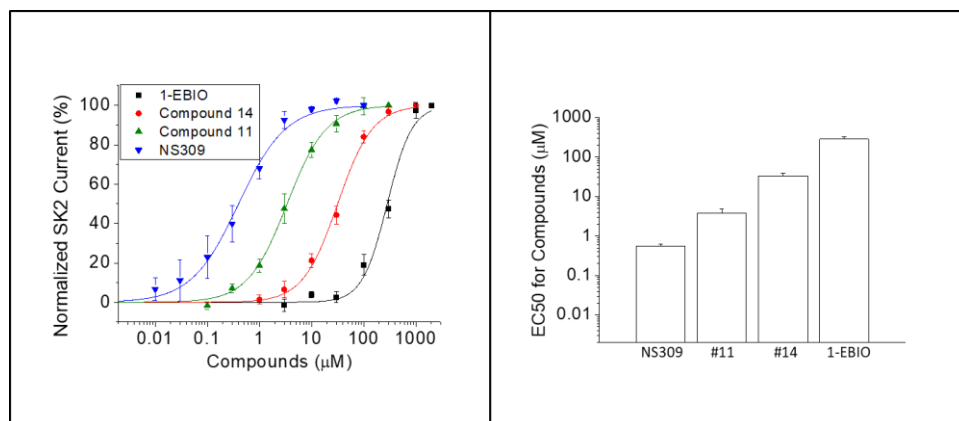 1-EBIO
Compound 14
Compound 11
NS309
Normalized SK2 Current (%)
100
80
60
40
20
0
0.01
0.1
1
10
100
1000
Compounds (µM)
EC50 for Compounds (µM)
1000
100
10
1
0.1
0.01
NS309
#11
#14
1-EBIO